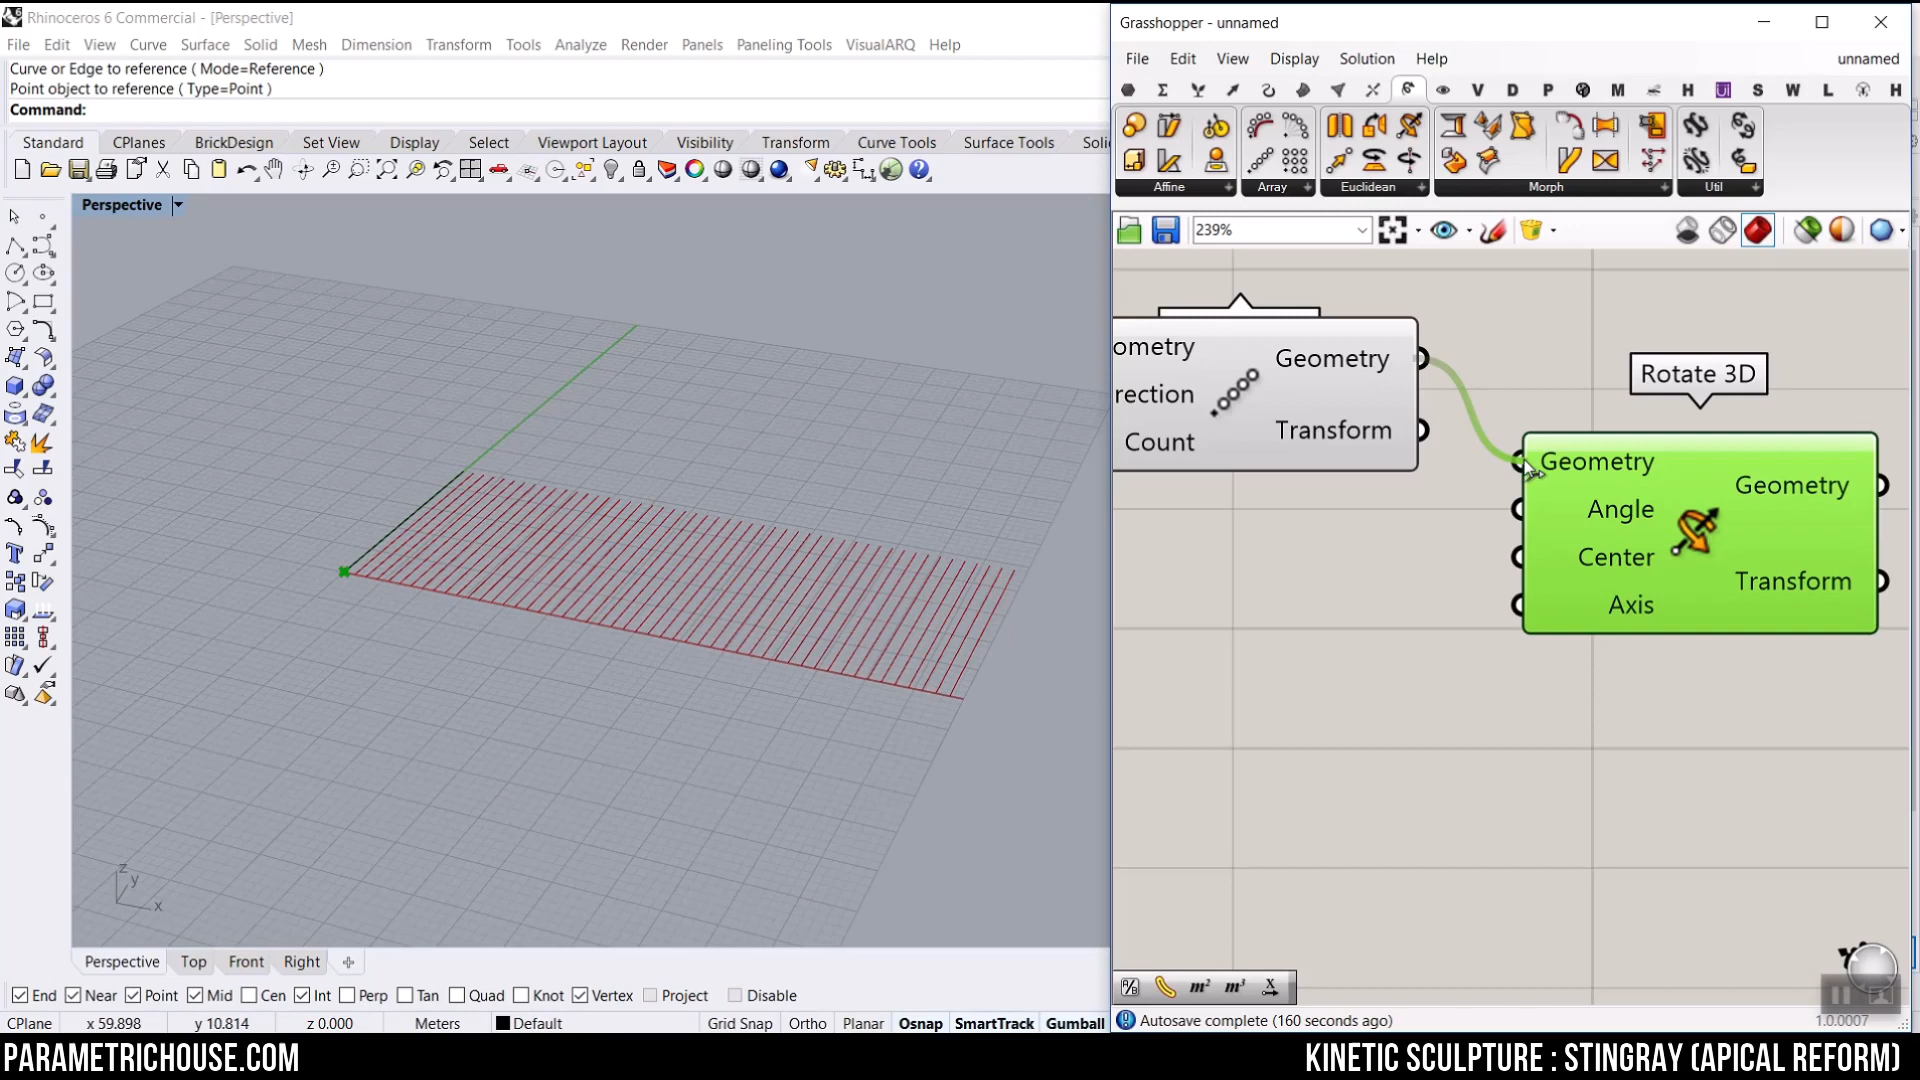 Rhinoceros 6 Commercial - [Perspective]
File Edit View Curve Surface Solid Mesh Dimension Transform Tools Analyze Render Panels Paneling Tools VisualARQ Help
Curve or Edge to reference ( Mode=Reference )
Point object to reference ( Type=Point )
Command:
Standard CPlanes BrickDesign Set View Display Select Viewport Layout Visibility Transform Curve Tools Surface Tools Soli
Perspective
z
y
x
Perspective Top Front Right
End Near Point Mid Cen Int Perp Tan Quad Knot Vertex Project Disable
CPlane x 59.898 y 10.814 z 0.000 Meters Default Grid Snap Ortho Planar Osnap SmartTrack Gumball
Grasshopper - unnamed
File Edit View Display Solution Help unnamed
V D P M H S W L H
Affine Array Euclidean Morph Util
239%
ometry
rection
Count
Geometry
Transform
Rotate 3D
Geometry
Angle
Center
Axis
Geometry
Transform
m² m³ X
Autosave complete (160 seconds ago)
1.0.0007
PARAMETRICHOUSE.COM
KINETIC SCULPTURE : STINGRAY (APICAL REFORM)